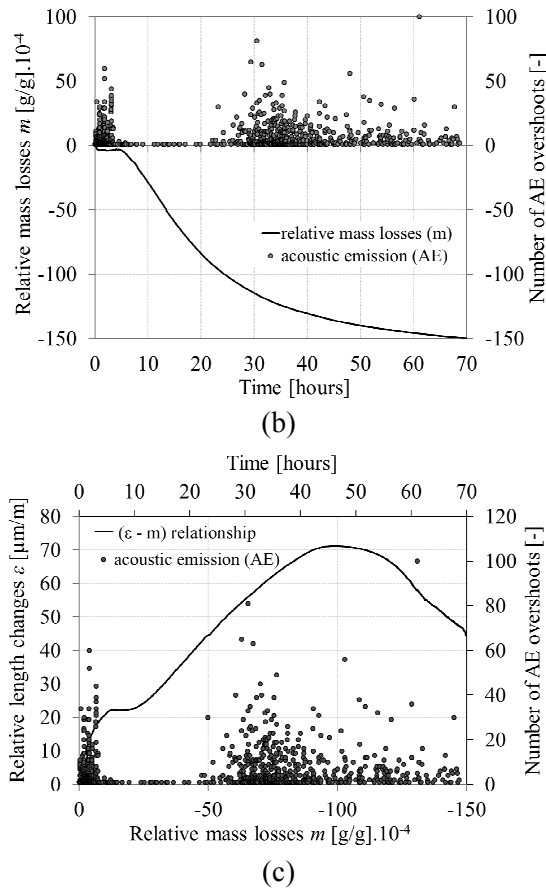 Relative mass losses m [g/g].10-4
100
50
0
-50
-100
-150
relative mass losses (m)
acoustic emission (AE)
100
50
0
-50
-100
-150
Number of AE overshoots [-]
0 10 20 30 40 50 60 70
Time [hours]
(b)
Time [hours]
0 10 20 30 40 50 60 70
Relative length changes ε [µm/m]
80
70
60
50
40
30
20
10
0
(ε - m) relationship
acoustic emission (AE)
120
100
80
60
40
20
0
Number of AE overshoots [-]
0 -50 -100 -150
Relative mass losses m [g/g].10-4
(c)